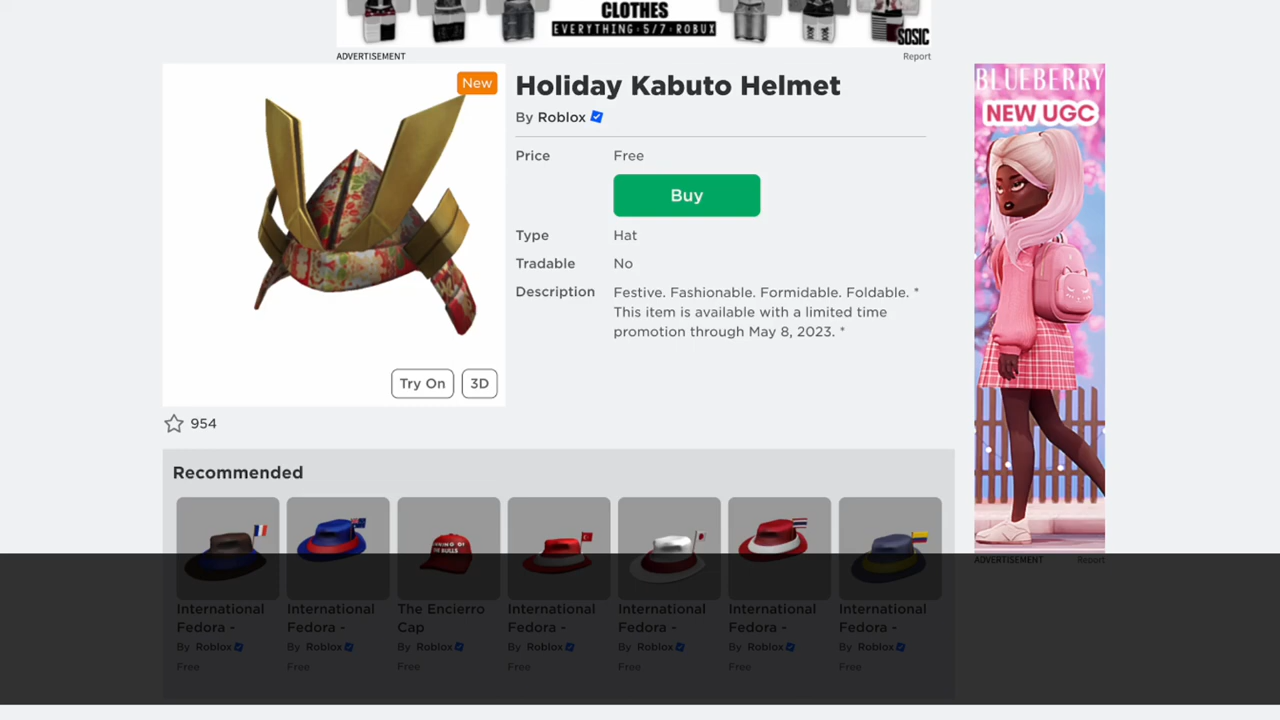 CLOTHES
EVERYTHING 5/7 ROBUX
SOSIC
ADVERTISEMENT
Report
New
Holiday Kabuto Helmet
By Roblox
Price
Free
Buy
Type
Hat
Tradable
No
Description
Festive. Fashionable. Formidable. Foldable. *
This item is available with a limited time
promotion through May 8, 2023. *
Try On
3D
954
BLUEBERRY
NEW UGC
ADVERTISEMENT
Report
Recommended
International
Fedora -
By Roblox
Free
International
Fedora -
By Roblox
Free
The Encierro
Cap
By Roblox
Free
International
Fedora -
By Roblox
Free
International
Fedora -
By Roblox
Free
International
Fedora -
By Roblox
Free
International
Fedora -
By Roblox
Free